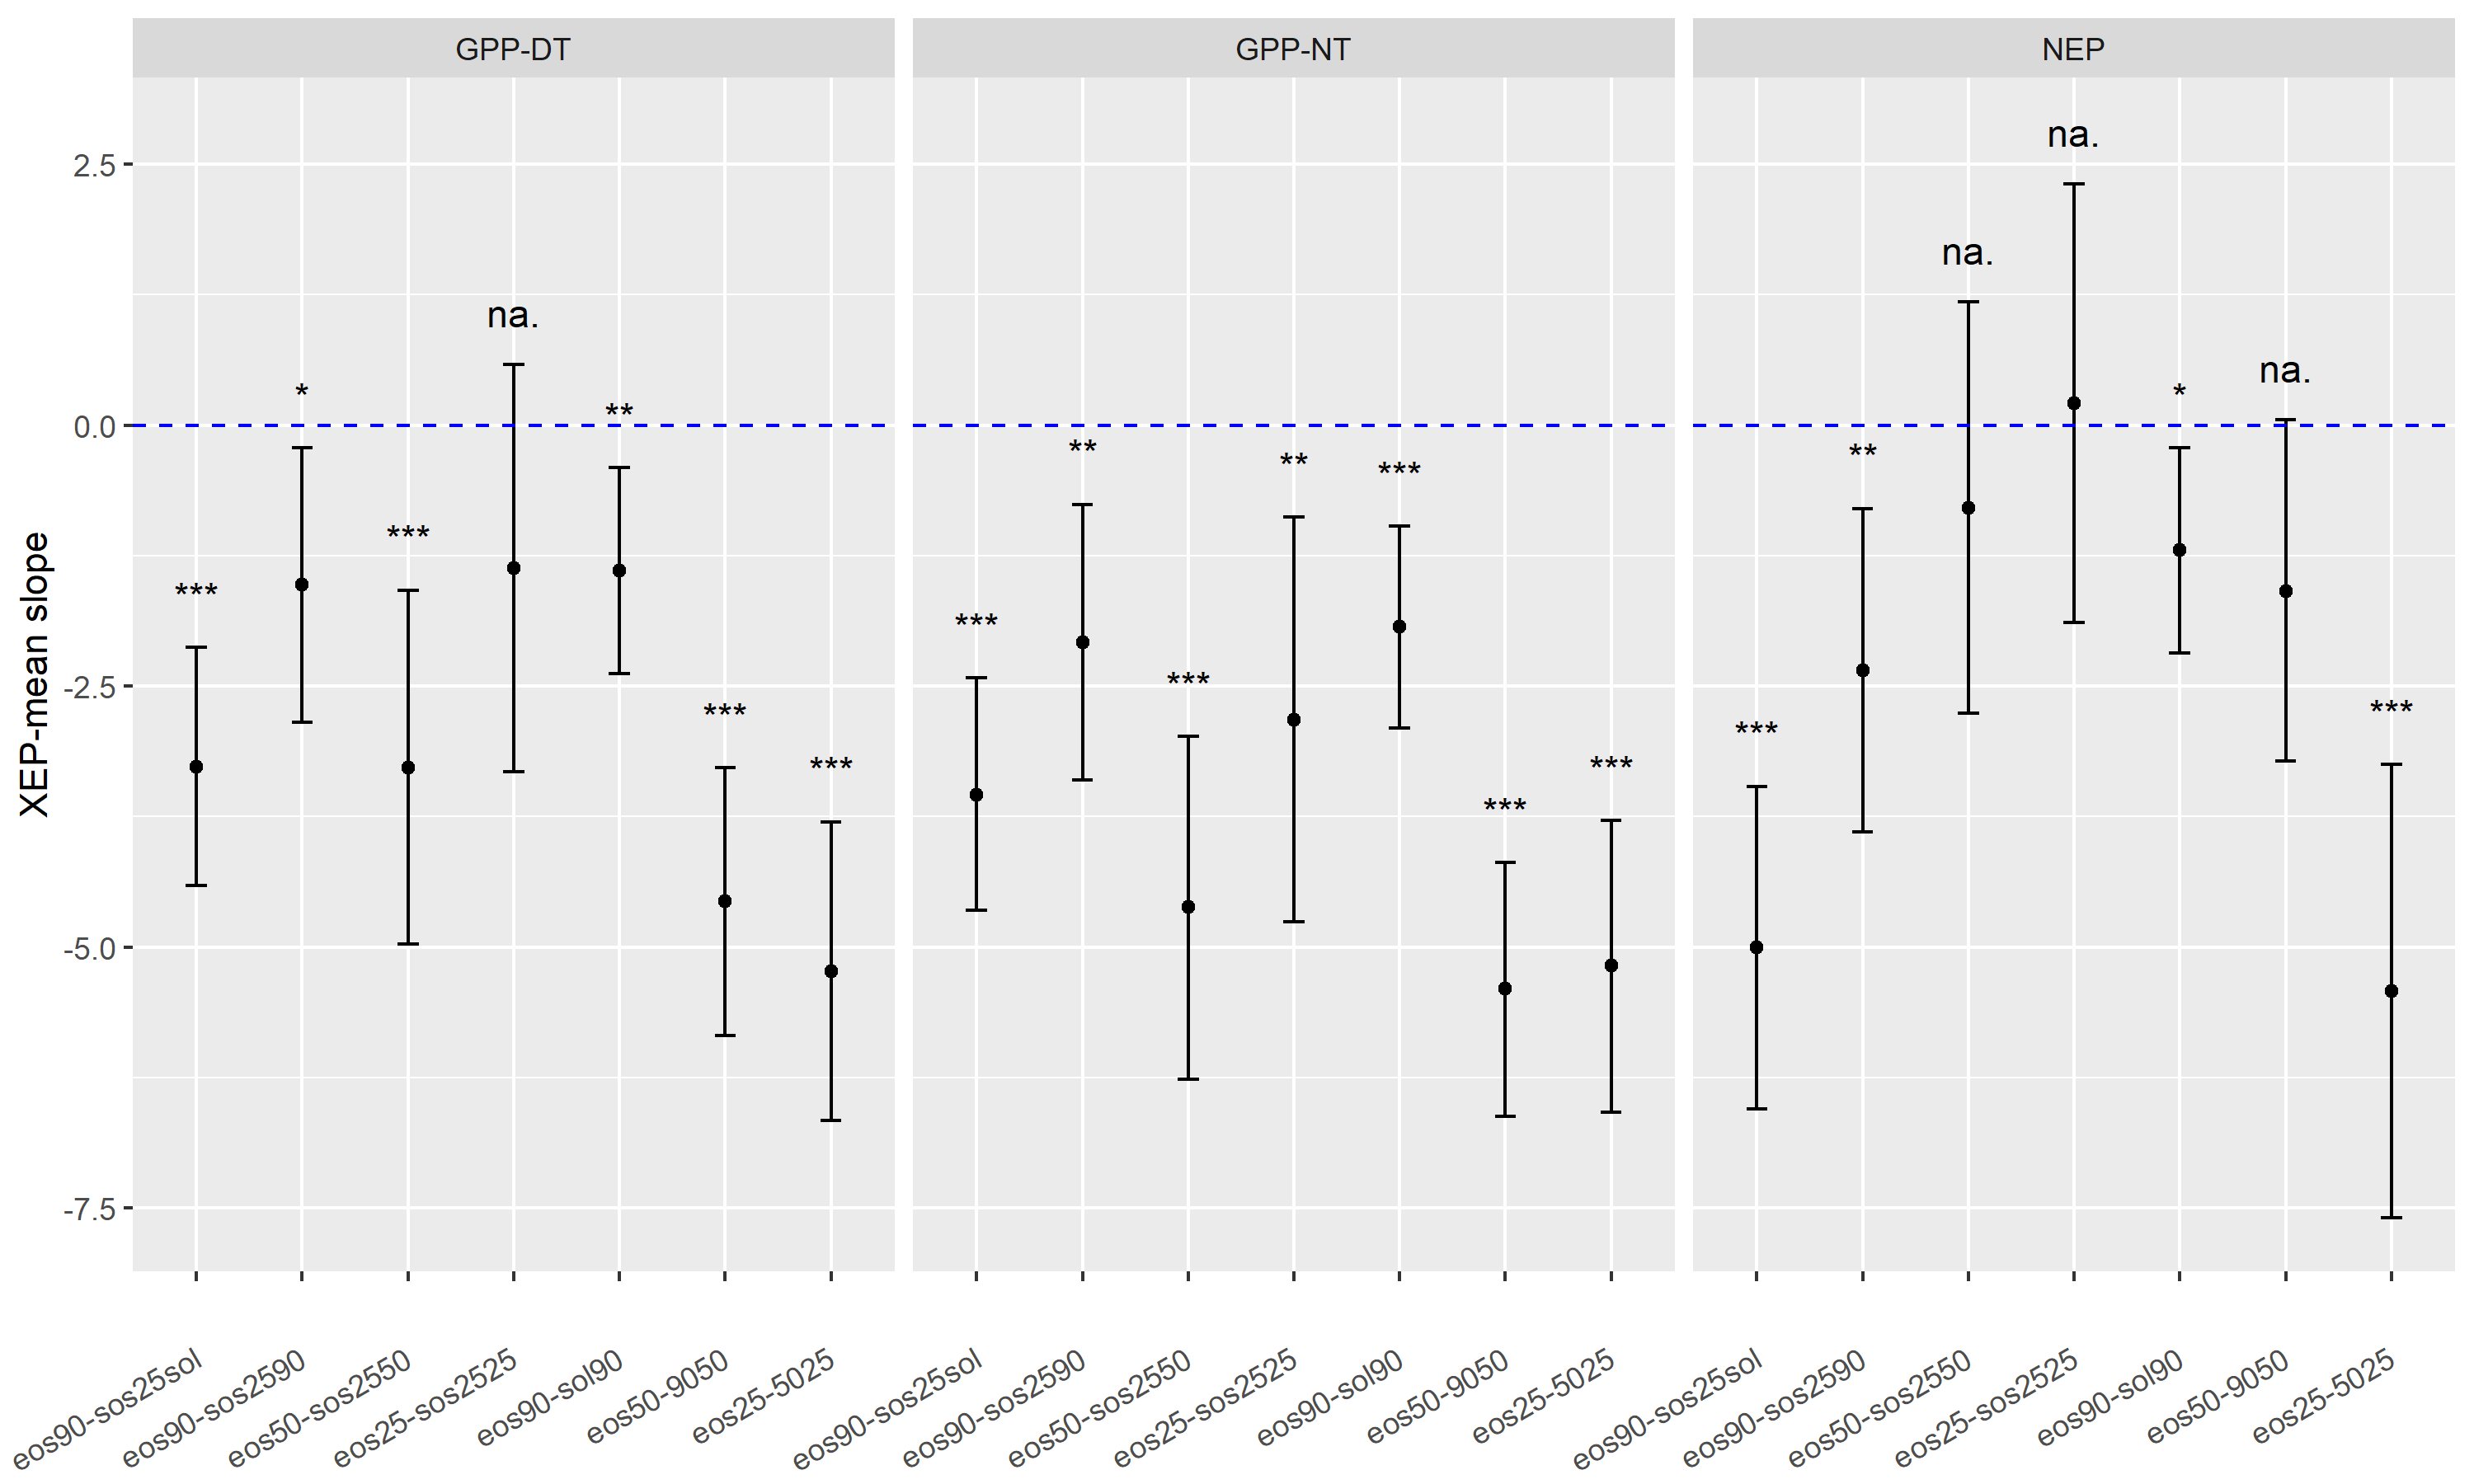 GPP-DT GPP-NT NEP
XEP-mean slope
2.5
0.0
-2.5
-5.0
-7.5
*** * *** na. ** *** ***
*** ** *** ** *** *** ***
*** ** na. na. * na. ***
eos90-sos25sol eos90-sos2590 eos50-sos2550 eos25-sos2525 eos90-sol90 eos50-9050 eos25-5025
eos90-sos25sol eos90-sos2590 eos50-sos2550 eos25-sos2525 eos90-sol90 eos50-9050 eos25-5025
eos90-sos25sol eos90-sos2590 eos50-sos2550 eos25-sos2525 eos90-sol90 eos50-9050 eos25-5025